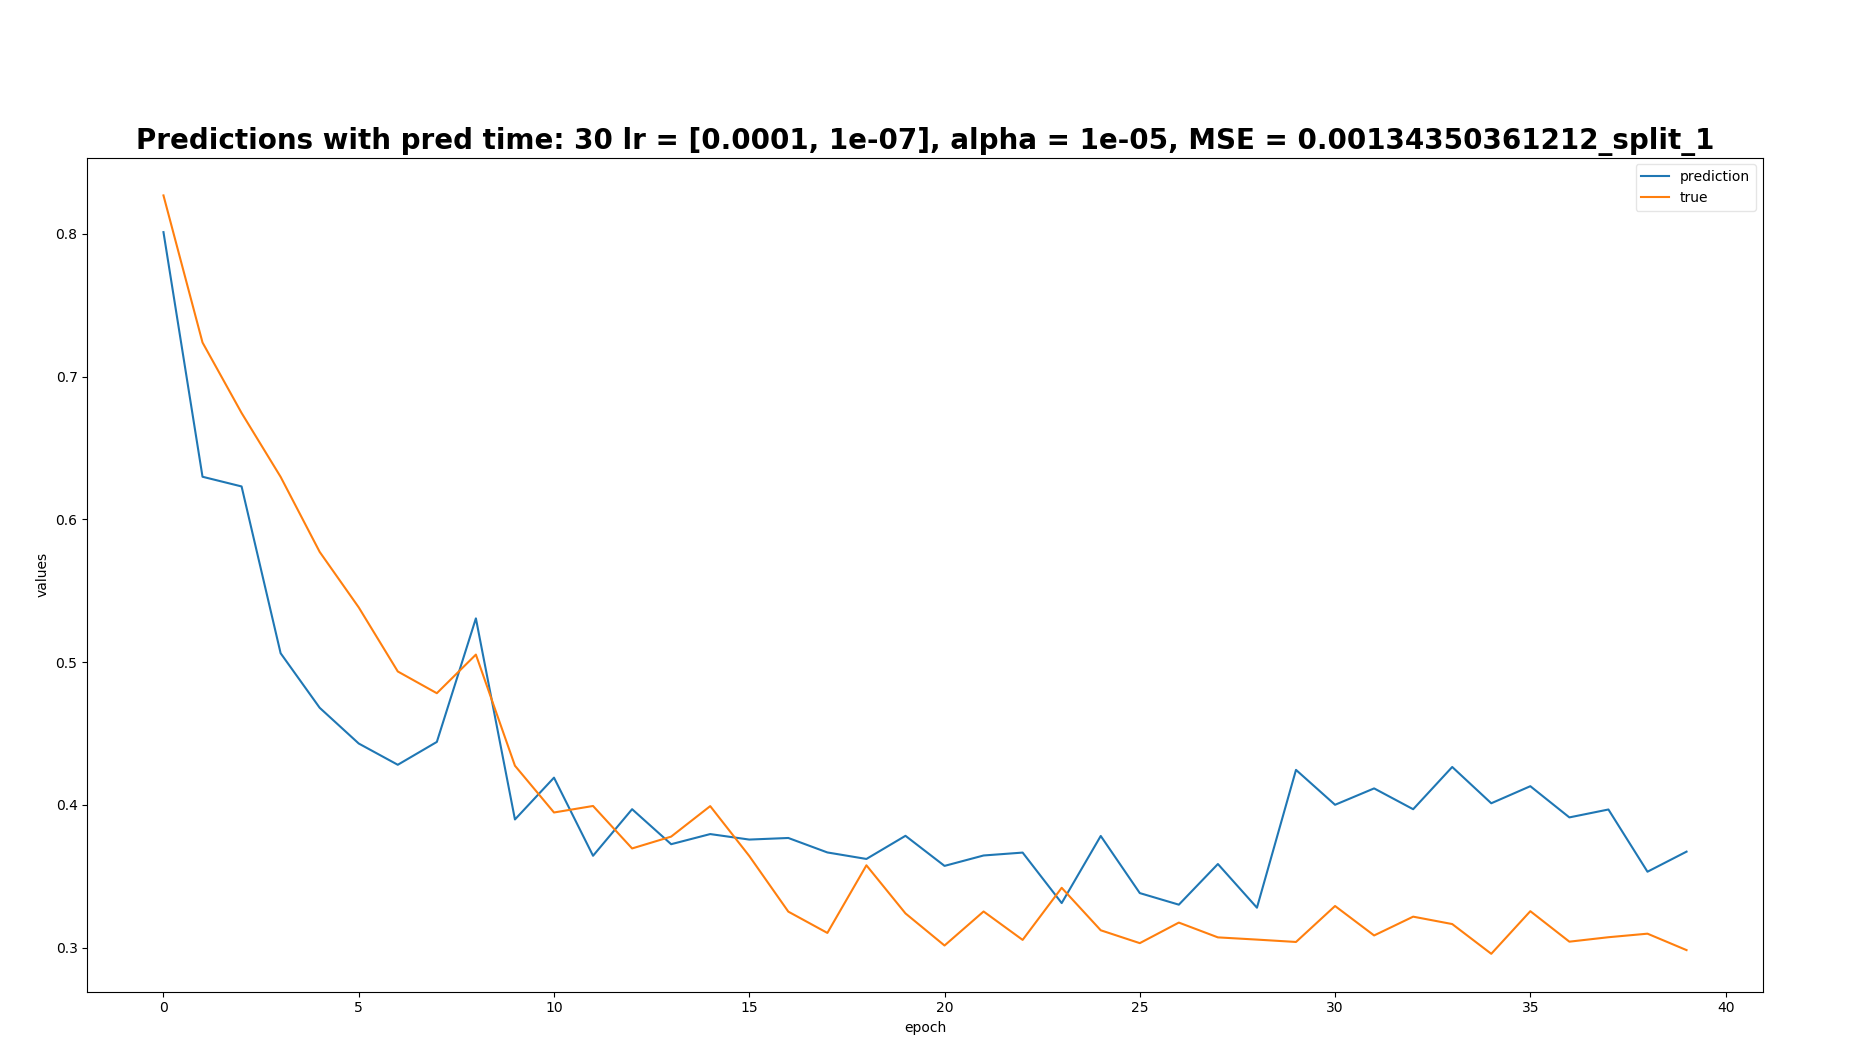 Predictions with pred time: 30 lr = [0.0001, 1e-07], alpha = 1e-05, MSE = 0.00134350361212_split_1
prediction
true
0.8
0.7
0.6
0.5
0.4
0.3
values
0 5 10 15 20 25 30 35 40
epoch